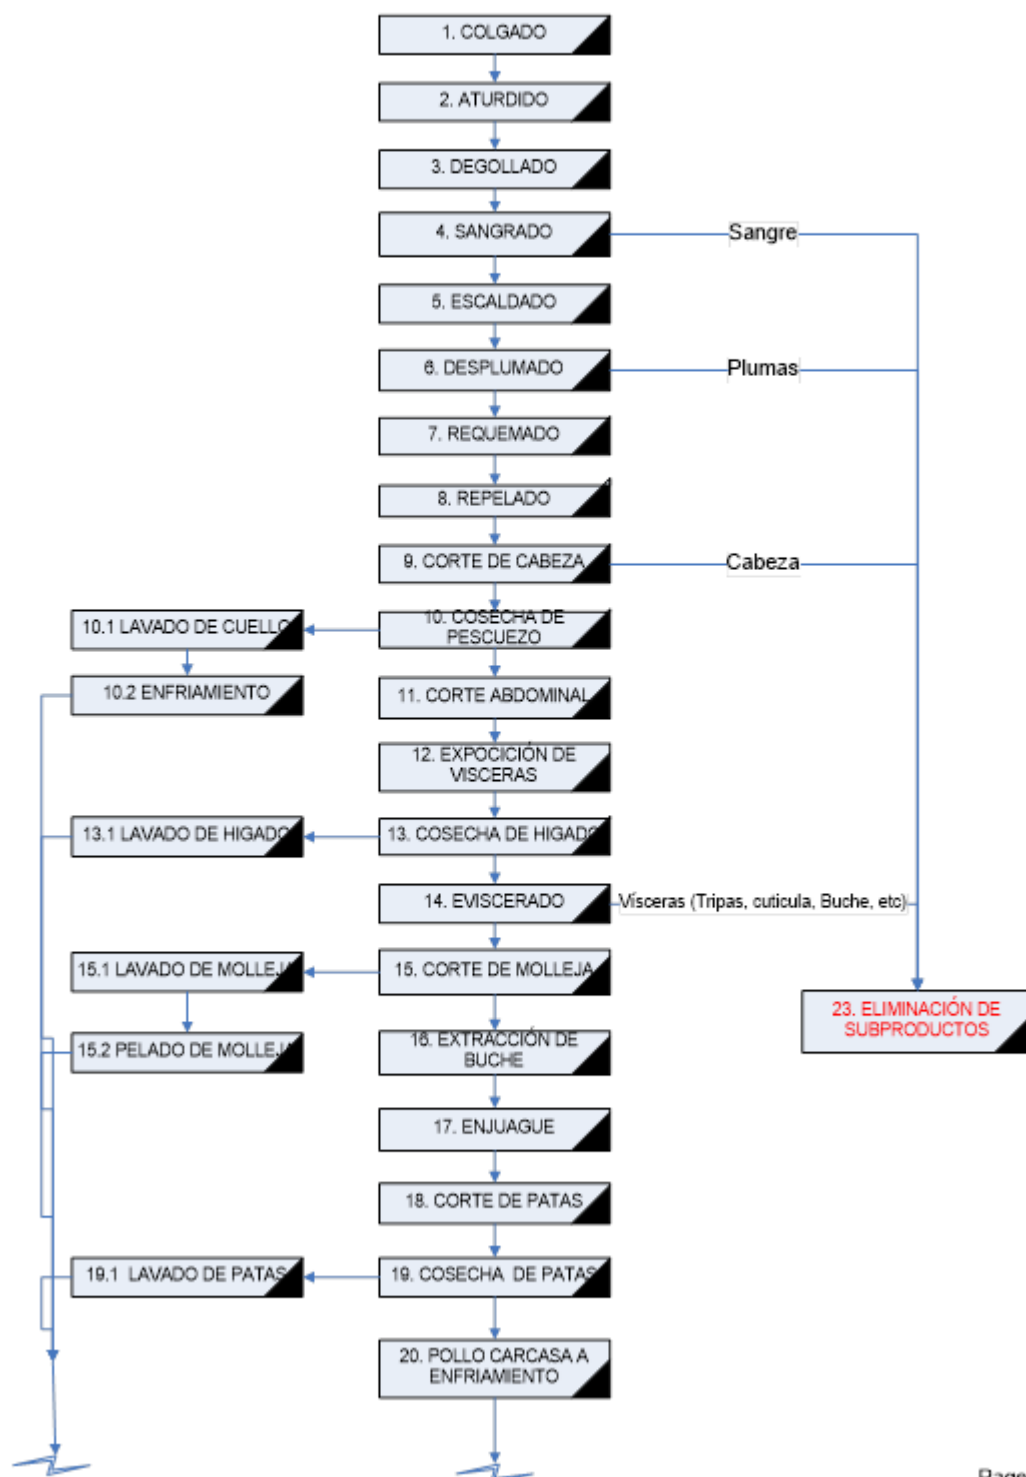 1. COLGADO
2. ATURDIDO
3. DEGOLLADO
4. SANGRADO
Sangre
5. ESCALDADO
6. DESPLUMADO
Plumas
7. REQUEMADO
8. REPELADO
9. CORTE DE CABEZA
Cabeza
10. COSECHA DE
PESCUEZO
10.1 LAVADO DE CUELLO
10.2 ENFRIAMIENTO
11. CORTE ABDOMINAL
12. EXPOCICIÓN DE
VISCERAS
13. COSECHA DE HIGADO
13.1 LAVADO DE HIGADO
14. EVISCERADO
Vísceras (Tripas, cuticula, Buche, etc)
15. CORTE DE MOLLEJA
15.1 LAVADO DE MOLLEJA
15.2 PELADO DE MOLLEJA
23. ELIMINACIÓN DE
SUBPRODUCTOS
16. EXTRACCIÓN DE
BUCHE
17. ENJUAGUE
18. CORTE DE PATAS
19. COSECHA DE PATAS
19.1 LAVADO DE PATAS
20. POLLO CARCASA A
ENFRIAMIENTO